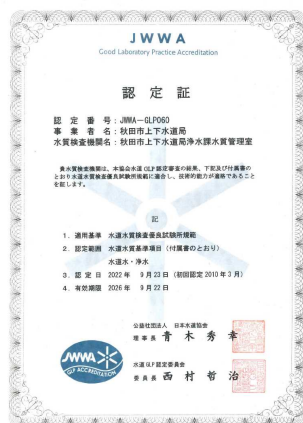 JWWA
Good Laboratory Practice Accreditation
認定証
認定番号：JWWA-GLP060
事業者名：秋田市上下水道局
水質検査機関名：秋田市上下水道局浄水課水質管理室
貴水質検査機関は、本協会水道GLP認定審査の結果、下記及び付属書の
とおり水道水質検査優良試験所規範に適合し、技術的能力が適格であること
を証します。
記
1．適用基準　水道水質検査優良試験所規範
2．認定範囲　水道水質基準項目（付属書のとおり）
水道水・浄水
3．認定日　2022年　9月23日（初回認定2010年3月）
4．有効期限　2026年　9月22日
公益社団法人　日本水道協会
理事長　青木秀幸
水道GLP認定委員会
委員長　西村哲治
JWWA
GLP ACCREDITATION